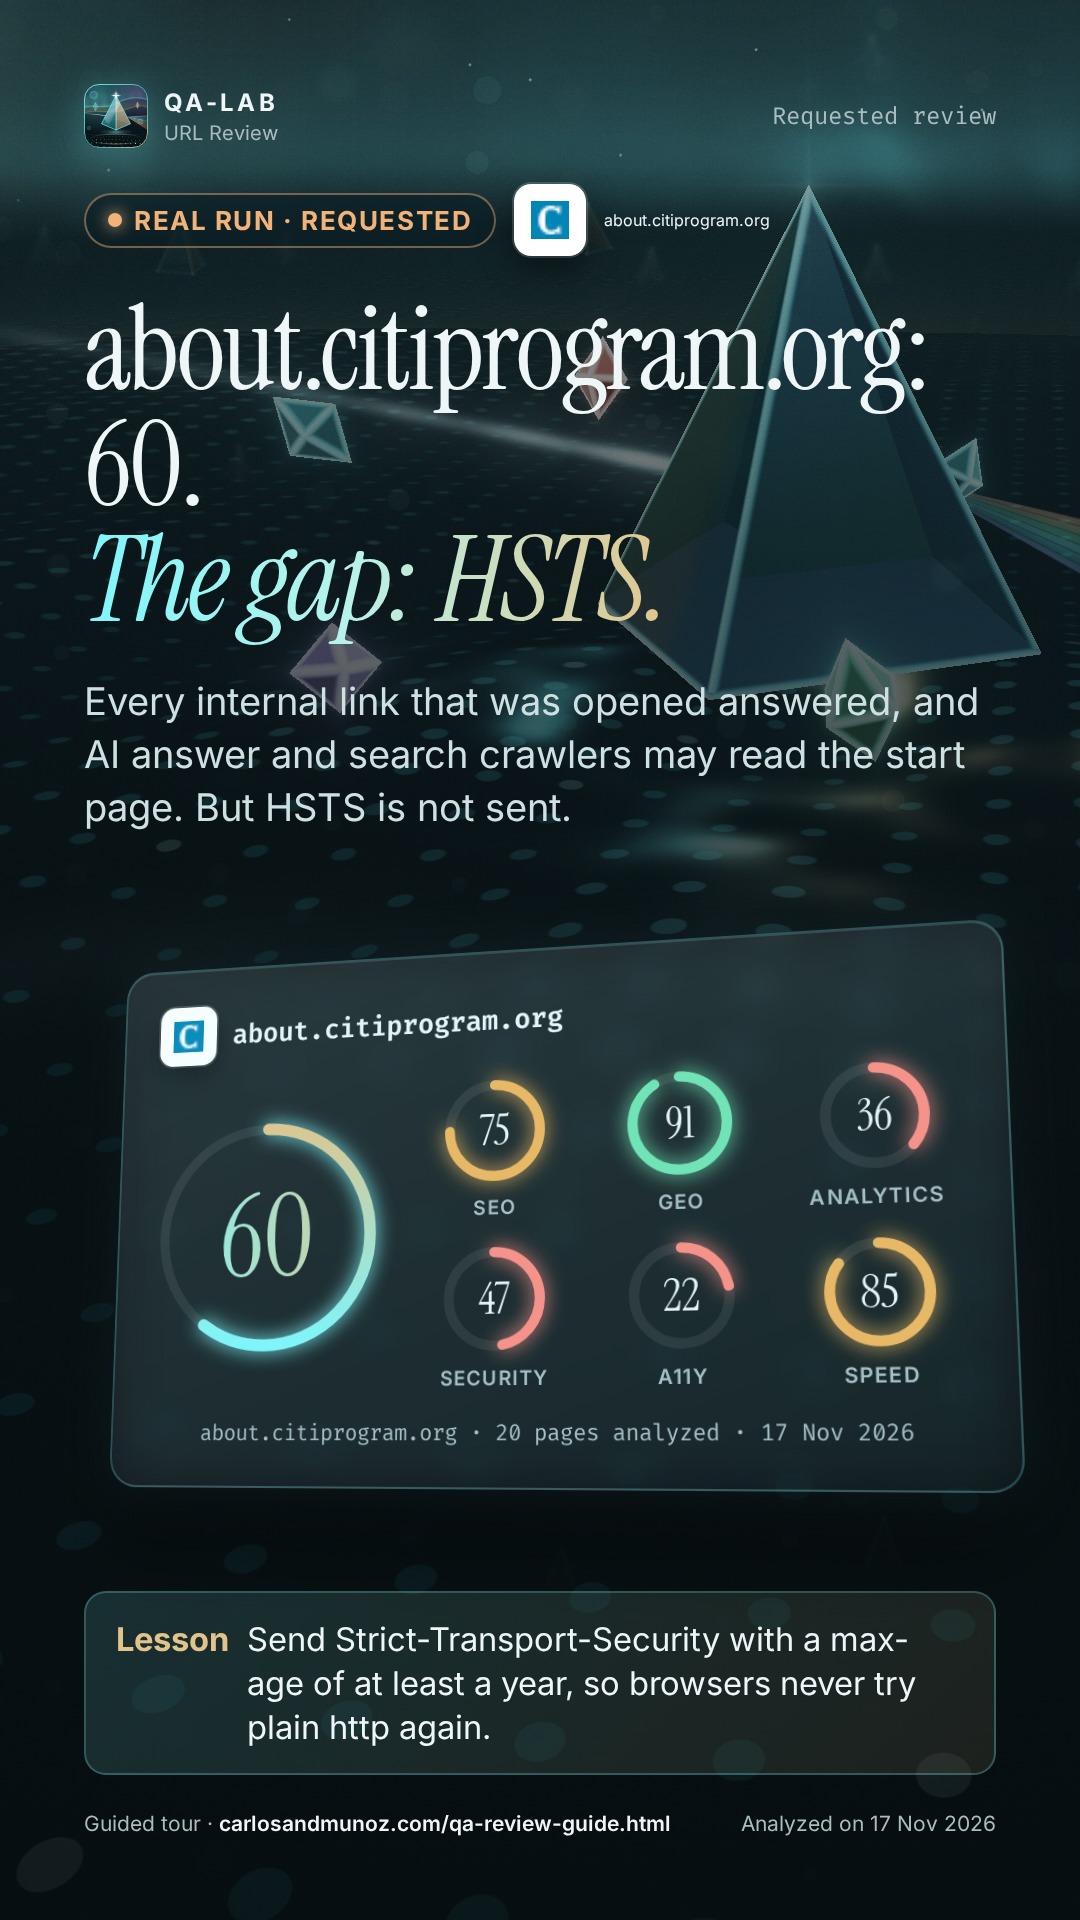 QA-LAB
URL Review
Requested review
REAL RUN · REQUESTED
C
about.citiprogram.org
about.citiprogram.org:
60.
The gap: HSTS.
Every internal link that was opened answered, and
AI answer and search crawlers may read the start
page. But HSTS is not sent.
C
about.citiprogram.org
60
75
SEO
91
GEO
36
ANALYTICS
47
SECURITY
22
A11Y
85
SPEED
about.citiprogram.org · 20 pages analyzed · 17 Nov 2026
Lesson
Send Strict-Transport-Security with a max-
age of at least a year, so browsers never try
plain http again.
Guided tour · carlosandmunoz.com/qa-review-guide.html
Analyzed on 17 Nov 2026